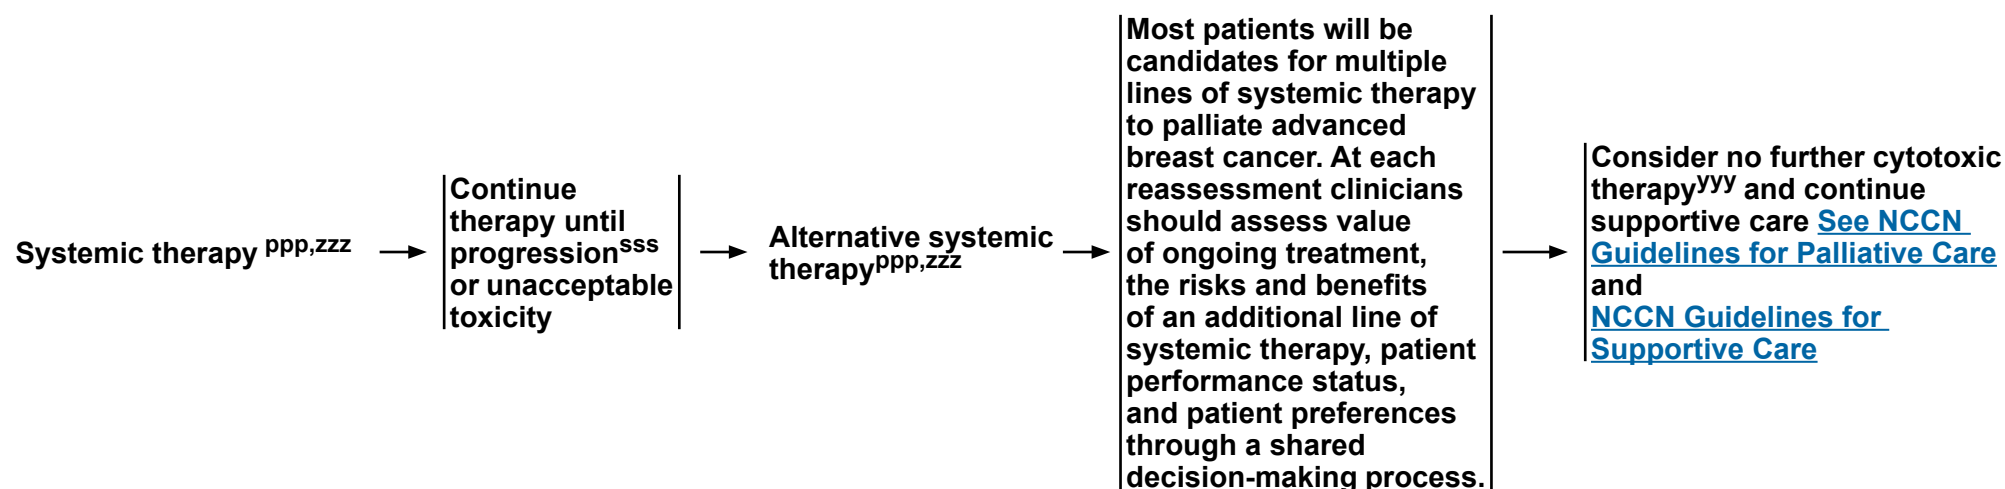 Systemic therapy ppp,zzz
Continue
therapy until
progressionsss
or unacceptable
toxicity
Alternative systemic
therapyppp,zzz
Most patients will be
candidates for multiple
lines of systemic therapy
to palliate advanced
breast cancer. At each
reassessment clinicians
should assess value
of ongoing treatment,
the risks and benefits
of an additional line of
systemic therapy, patient
performance status,
and patient preferences
through a shared
decision-making process.
Consider no further cytotoxic
therapyyyy and continue
supportive care See NCCN
Guidelines for Palliative Care
and
NCCN Guidelines for
Supportive Care